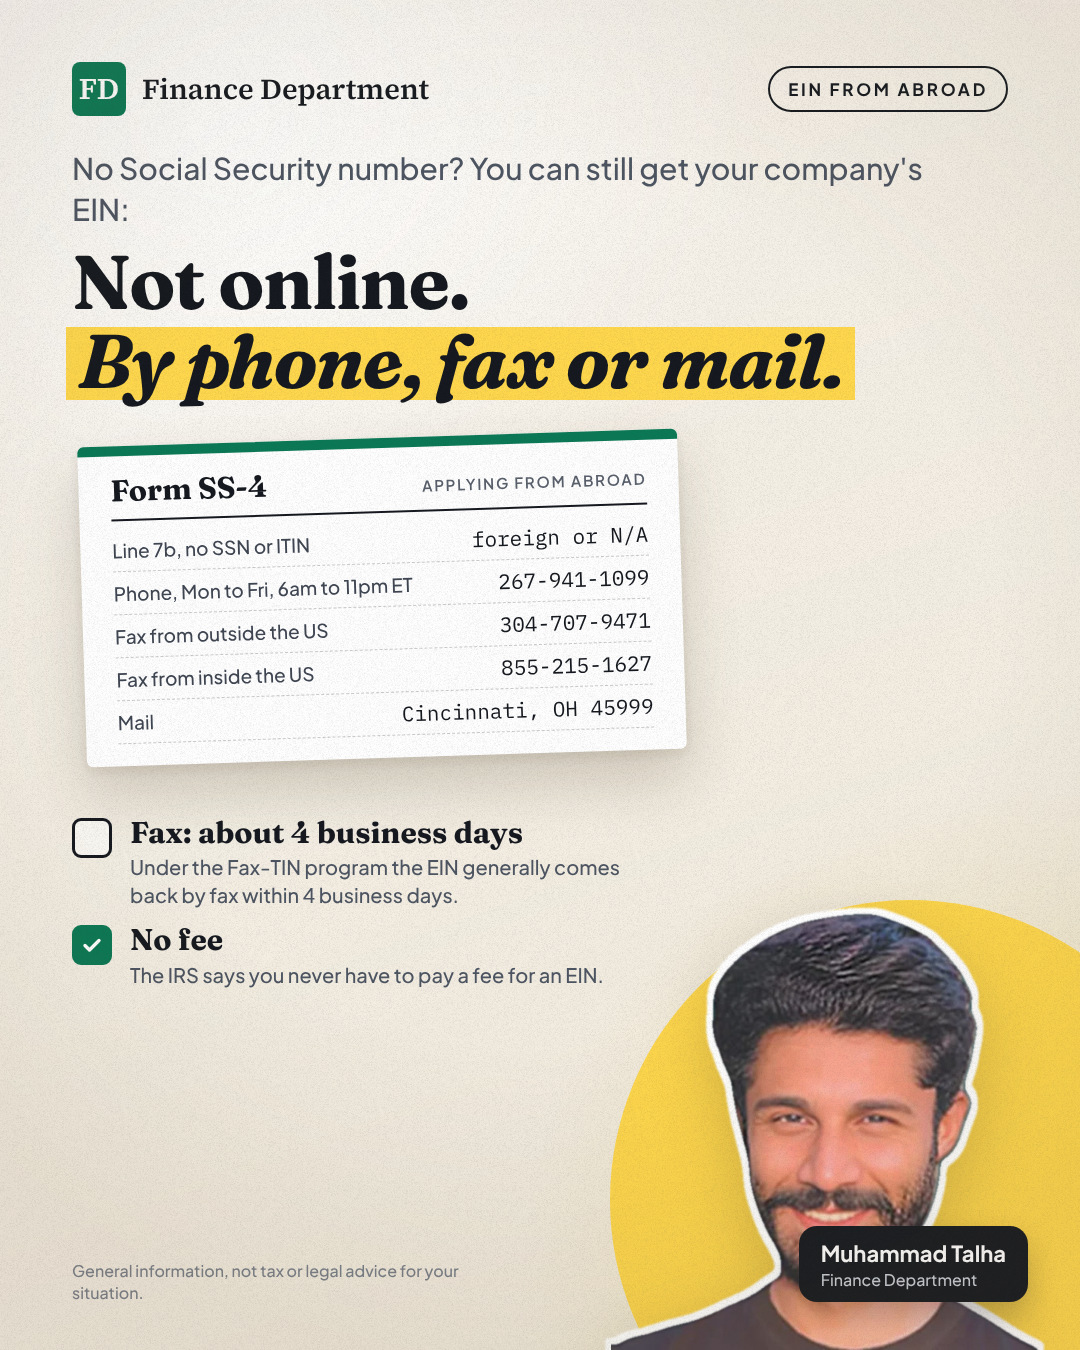 FD Finance Department
EIN FROM ABROAD
No Social Security number? You can still get your company's
EIN:
Not online.
By phone, fax or mail.
Form SS-4
APPLYING FROM ABROAD
Line 7b, no SSN or ITIN
foreign or N/A
Phone, Mon to Fri, 6am to 11pm ET
267-941-1099
Fax from outside the US
304-707-9471
Fax from inside the US
855-215-1627
Mail
Cincinnati, OH 45999
Fax: about 4 business days
Under the Fax-TIN program the EIN generally comes
back by fax within 4 business days.
No fee
The IRS says you never have to pay a fee for an EIN.
Muhammad Talha
Finance Department
General information, not tax or legal advice for your
situation.